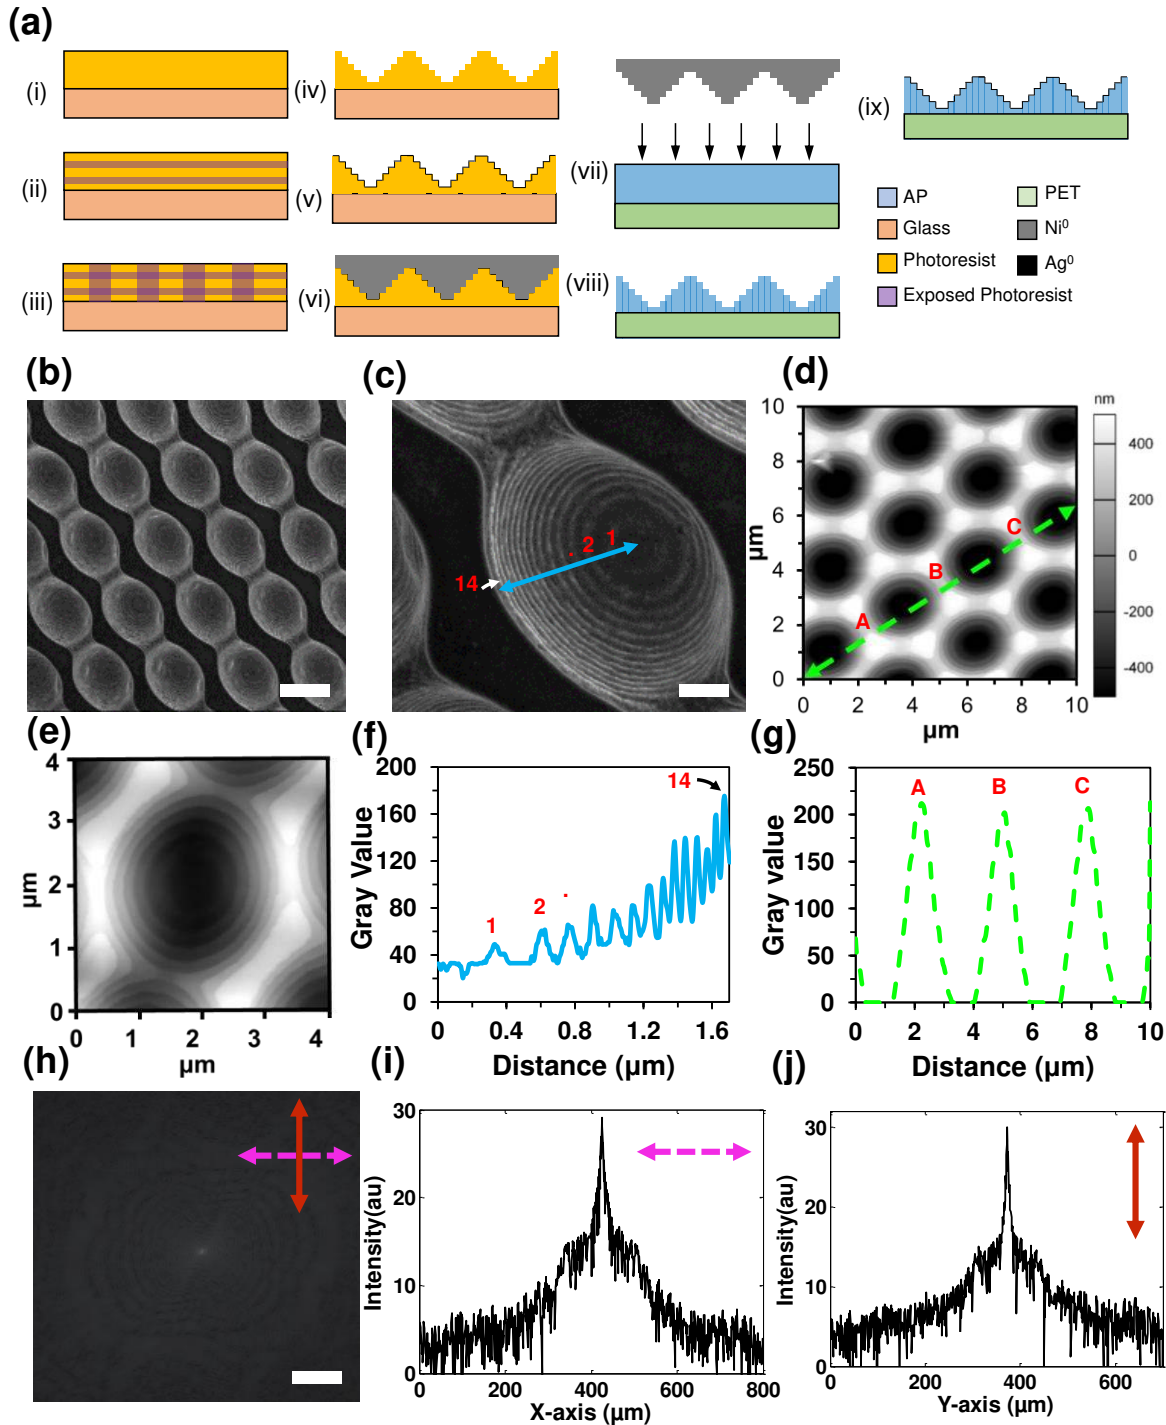 (a)
(i)
(ii)
(iii)
(iv)
(v)
(vi)
(vii)
(viii)
(ix)
AP
PET
Glass
Ni⁰
Photoresist
Ag⁰
Exposed Photoresist
(b)
(c)
. 2 1
14
(d)
10
8
6
4
2
0
µm
0 2 4 6 8 10
µm
A
B
C
nm
400
200
0
-200
-400
(e)
4
3
2
1
0
µm
0 1 2 3 4
µm
(f)
200
160
120
80
40
0
Gray Value
1
2
.
14
0 0.4 0.8 1.2 1.6
Distance (µm)
(g)
250
200
150
100
50
0
Gray value
A
B
C
0 2 4 6 8 10
Distance (µm)
(h)
(i)
30
20
10
0
Intensity(au)
0 200 400 600 800
X-axis (µm)
(j)
30
20
10
0
Intensity(au)
0 200 400 600
Y-axis (µm)